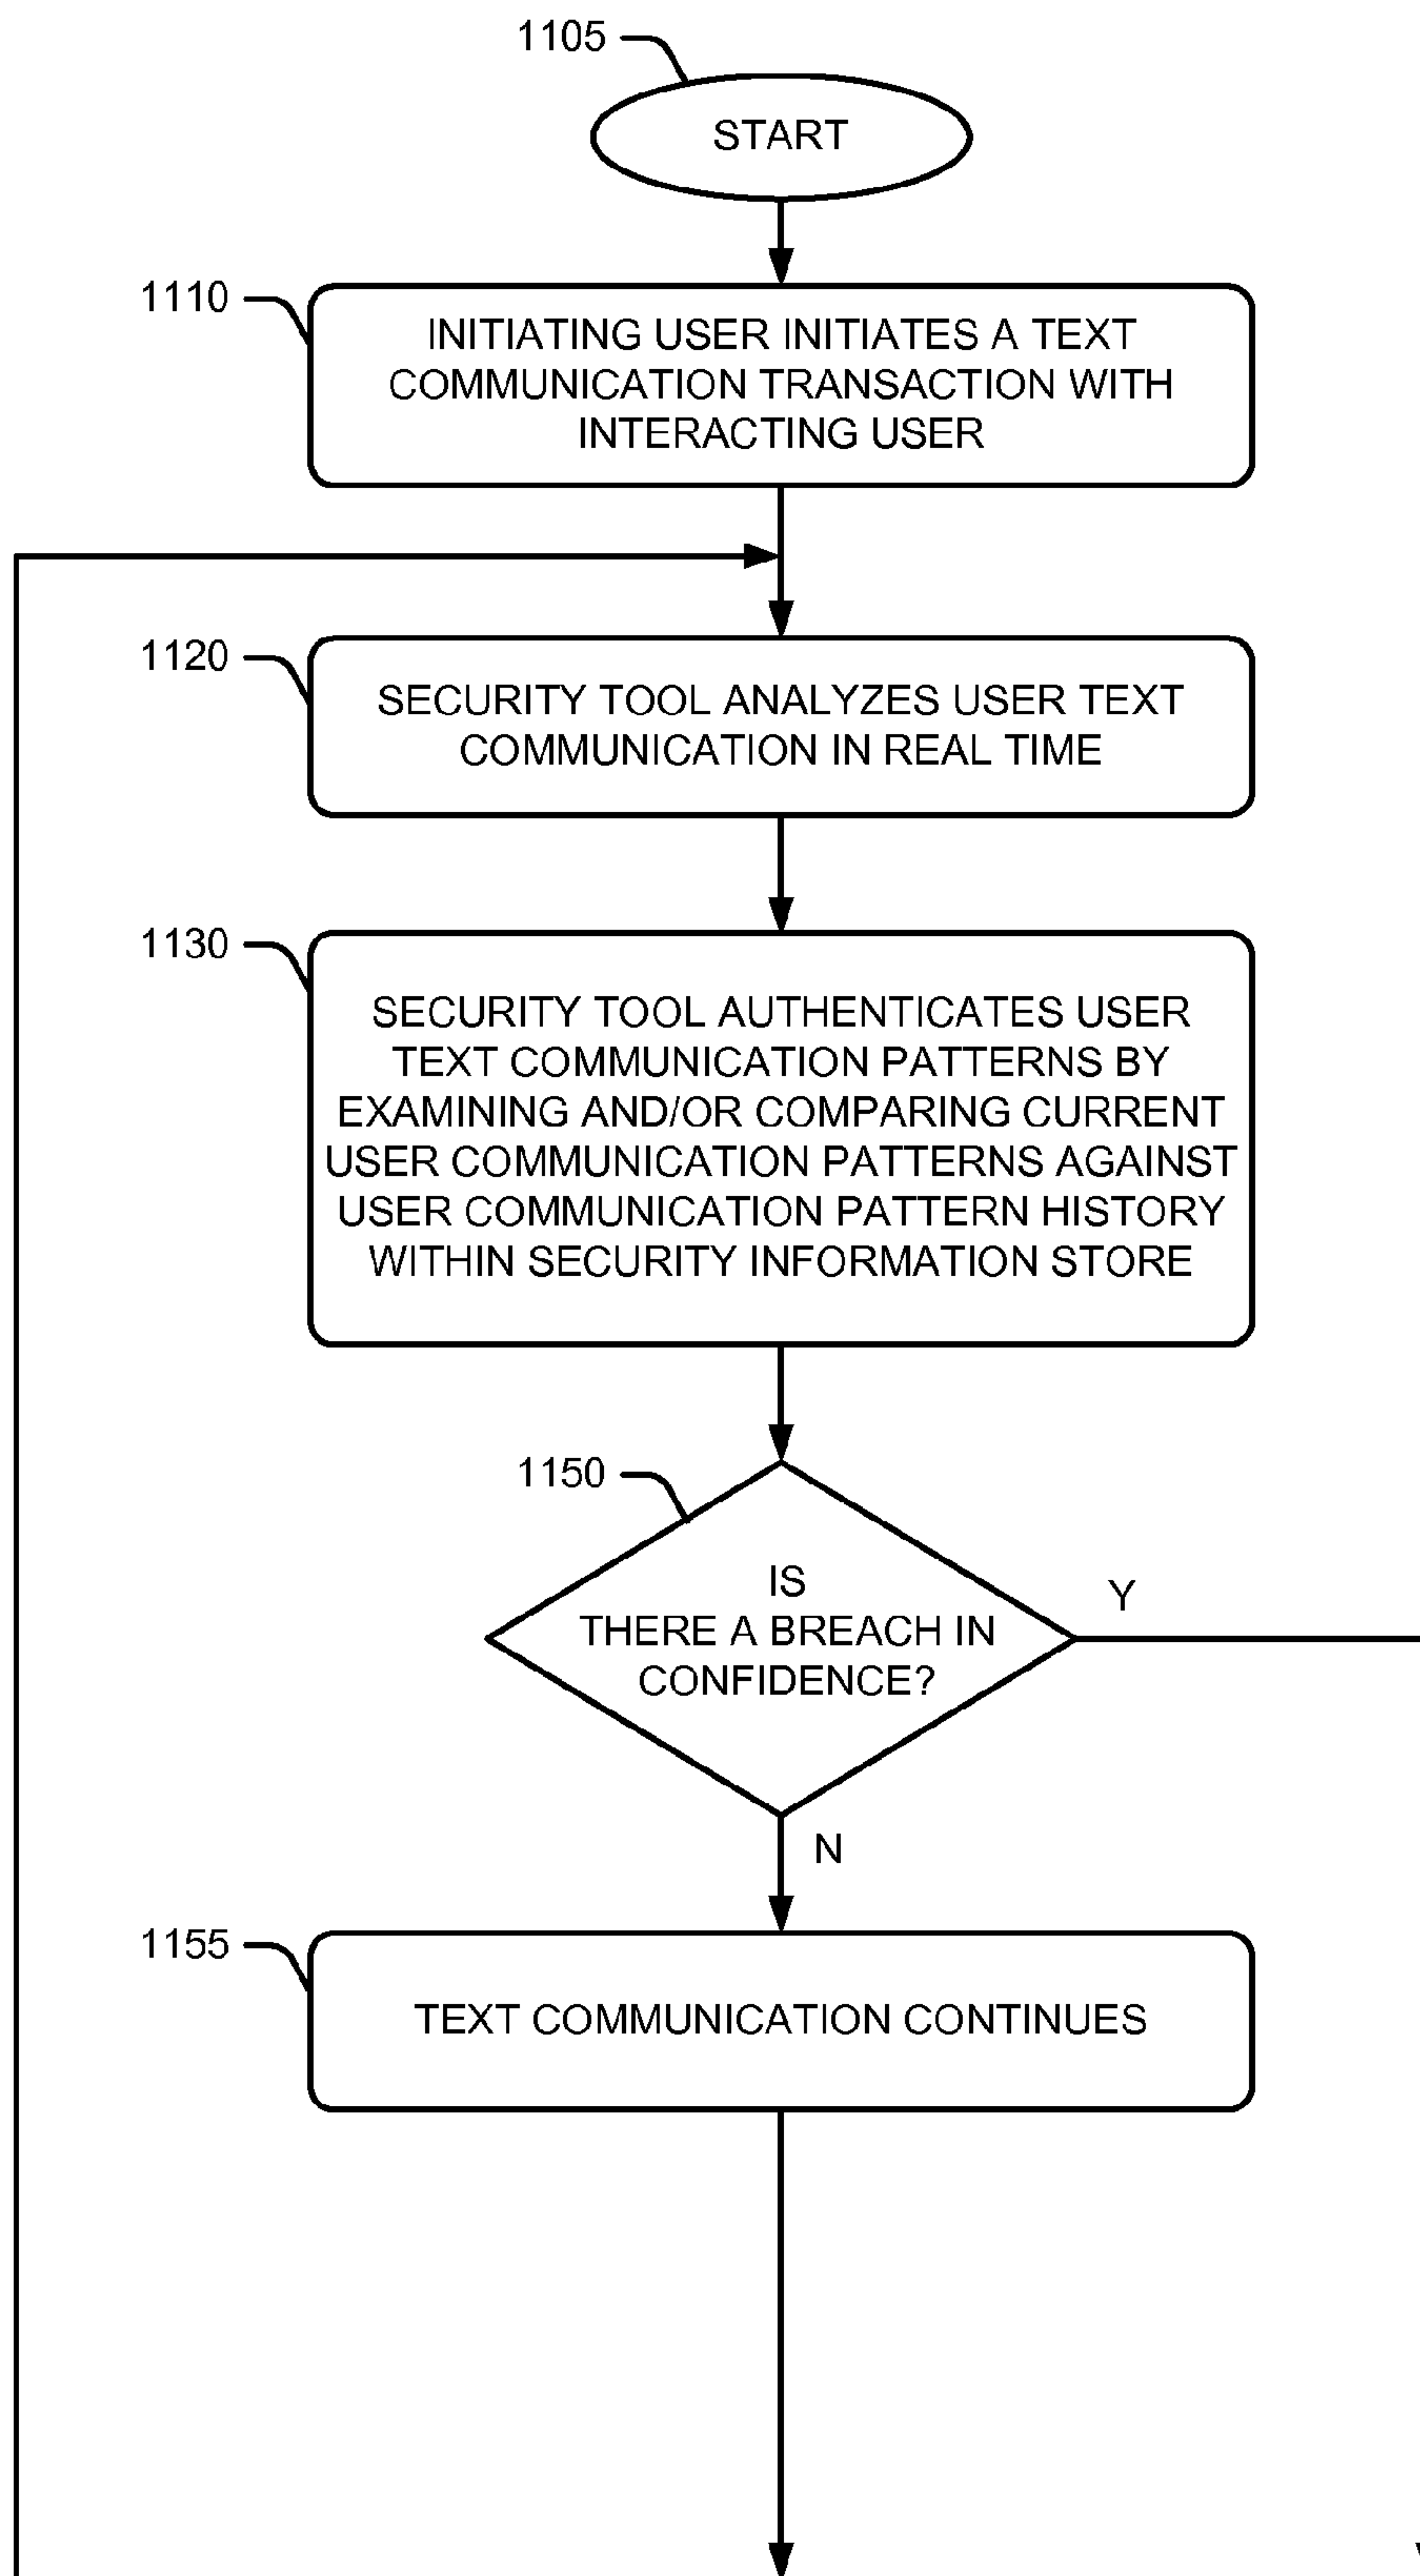 1105
START
1110
INITIATING USER INITIATES A TEXT
COMMUNICATION TRANSACTION WITH
INTERACTING USER
1120
SECURITY TOOL ANALYZES USER TEXT
COMMUNICATION IN REAL TIME
1130
SECURITY TOOL AUTHENTICATES USER
TEXT COMMUNICATION PATTERNS BY
EXAMINING AND/OR COMPARING CURRENT
USER COMMUNICATION PATTERNS AGAINST
USER COMMUNICATION PATTERN HISTORY
WITHIN SECURITY INFORMATION STORE
1150
IS
THERE A BREACH IN
CONFIDENCE?
Y
N
1155
TEXT COMMUNICATION CONTINUES